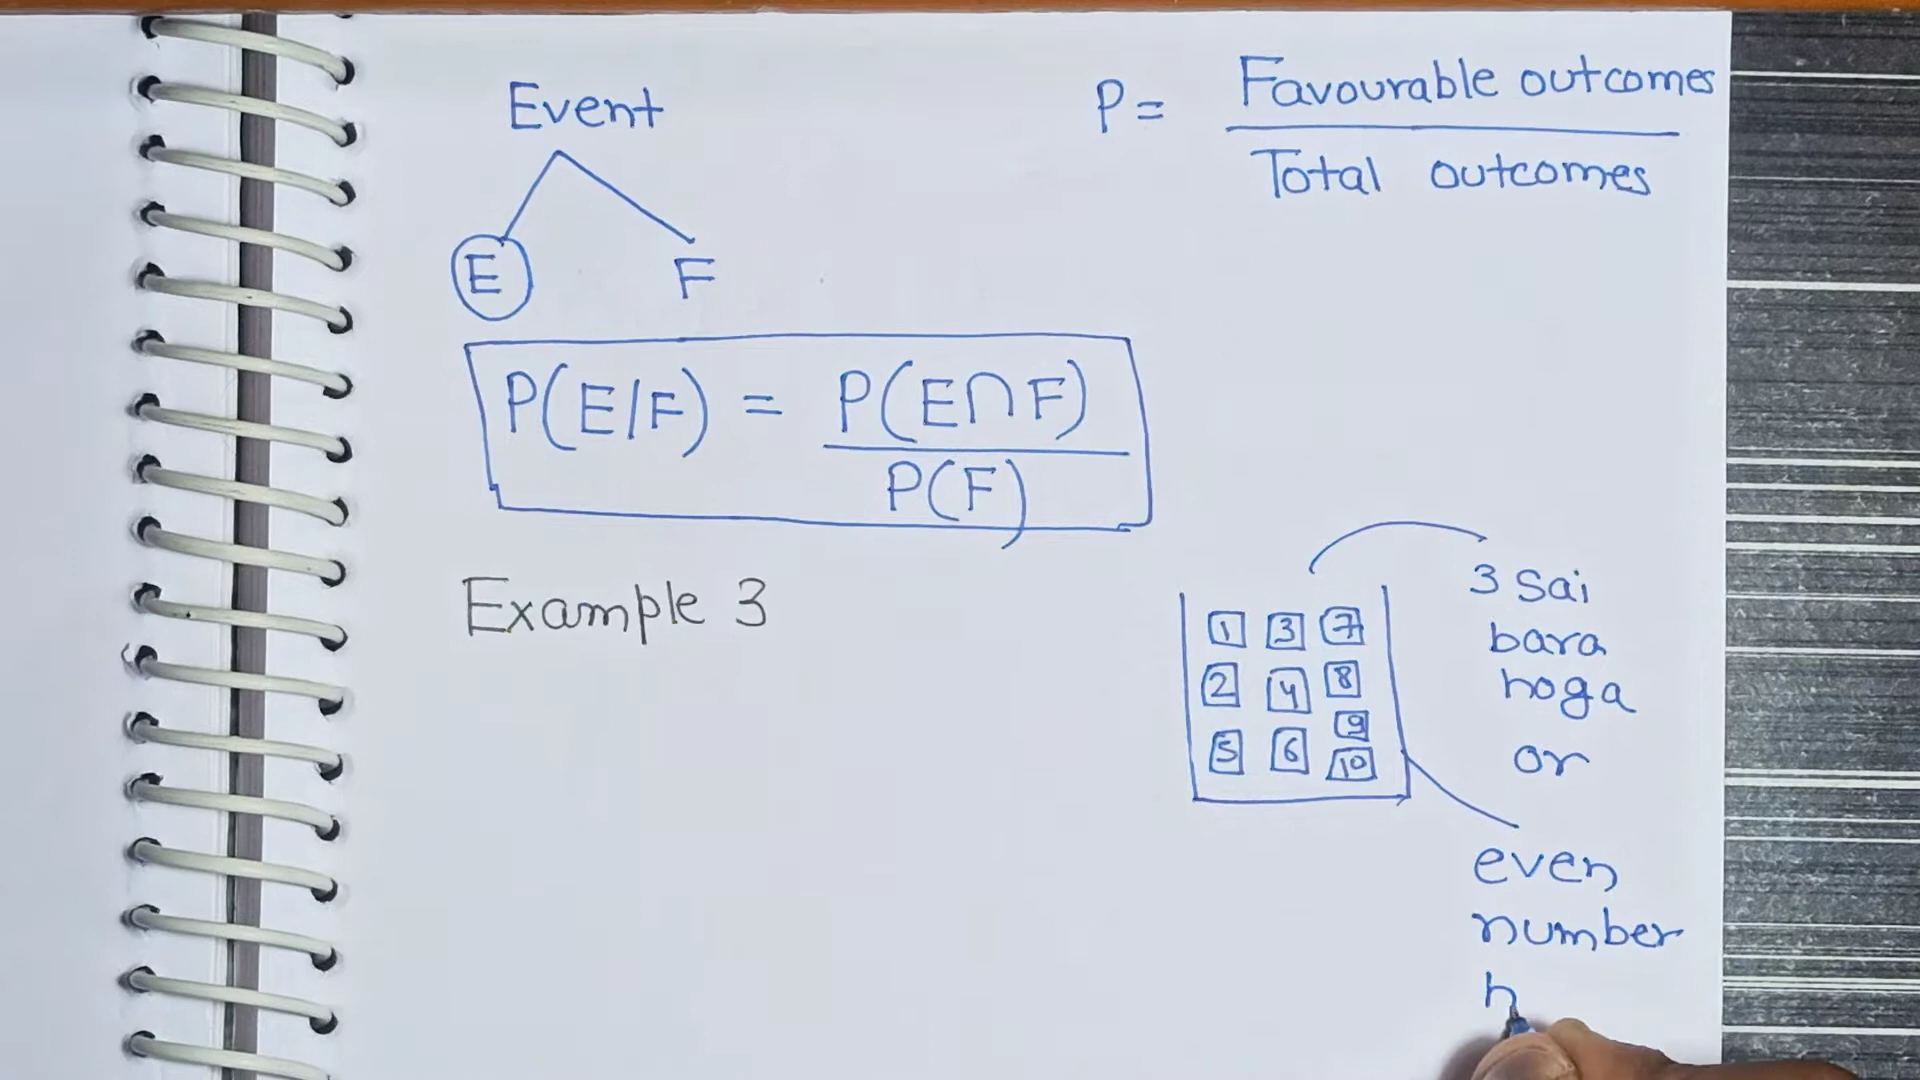 Event
P = Favourable outcomes
Total outcomes
E F
P(E/F) = P(E∩F)
P(F)
Example 3
1 3 7
2 4 8
9
5 6 10
3 Sai
bara
hoga
or
even
number
h